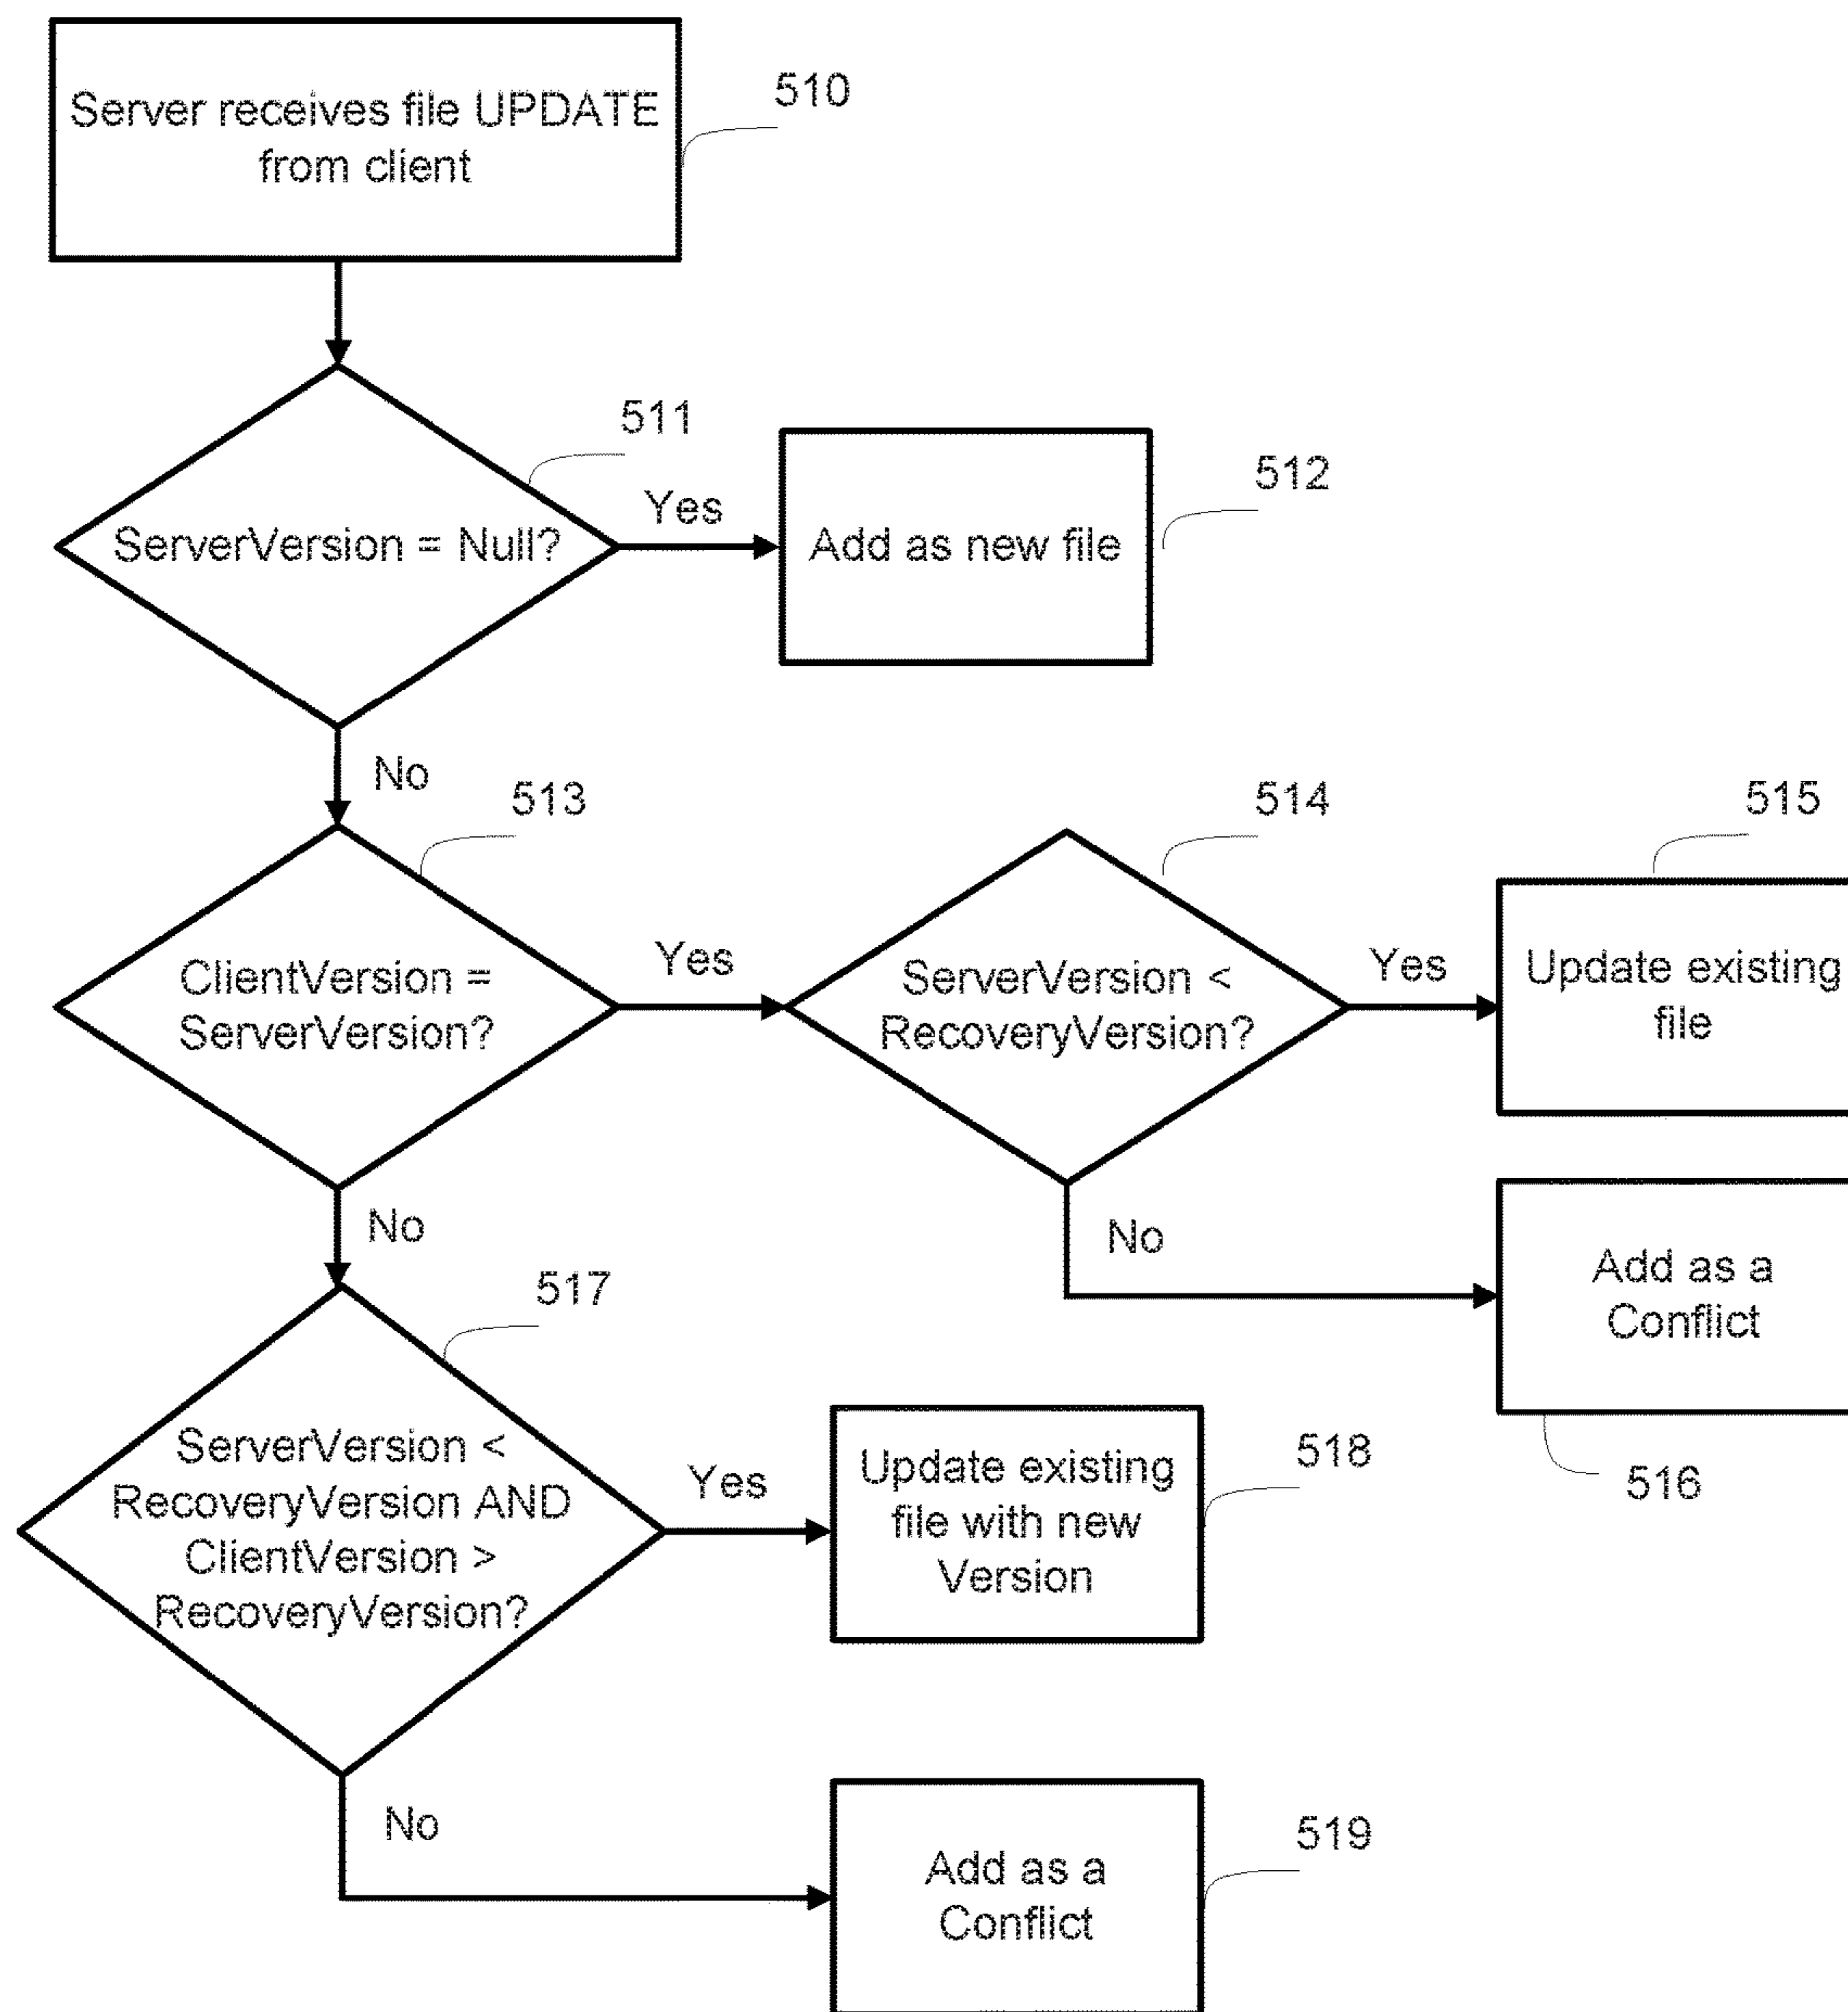 Server receives file UPDATE
from client
510
511
ServerVersion = Null?
Yes
Add as new file
512
No
513
ClientVersion =
ServerVersion?
Yes
514
ServerVersion <
RecoveryVersion?
Yes
515
Update existing
file
No
Add as a
Conflict
516
No
517
ServerVersion <
RecoveryVersion AND
ClientVersion >
RecoveryVersion?
Yes
Update existing
file with new
Version
518
No
Add as a
Conflict
519